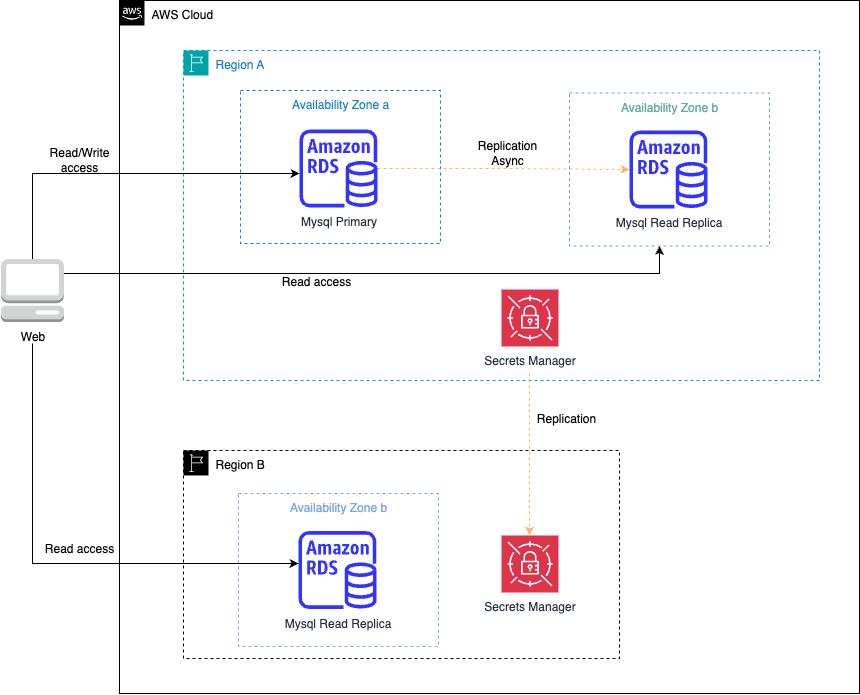 aws
AWS Cloud
Region A
Availability Zone a
Availability Zone b
Amazon
RDS
Mysql Primary
Replication
Async
Amazon
RDS
Mysql Read Replica
Read/Write
access
Read access
Web
Secrets Manager
Replication
Region B
Availability Zone b
Amazon
RDS
Mysql Read Replica
Read access
Secrets Manager